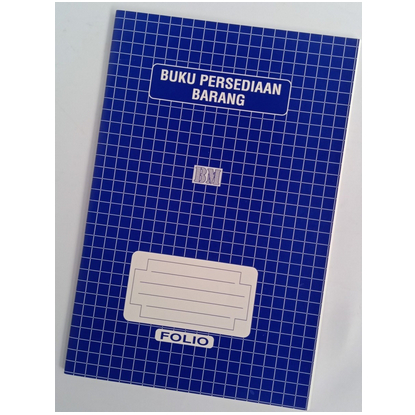 BUKU PERSEDIAAN
BARANG
BM
FOLIO